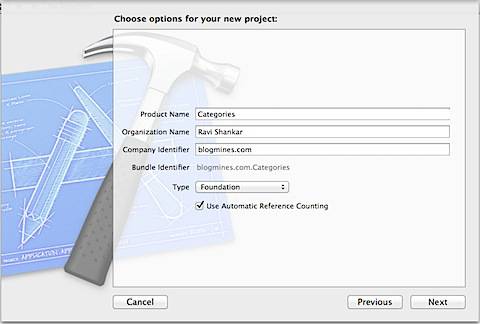 Choose options for your new project:
Product Name Categories
Organization Name Ravi Shankar
Company Identifier blogmines.com
Bundle Identifier blogmines.com.Categories
Type Foundation
Use Automatic Reference Counting
Cancel Previous Next